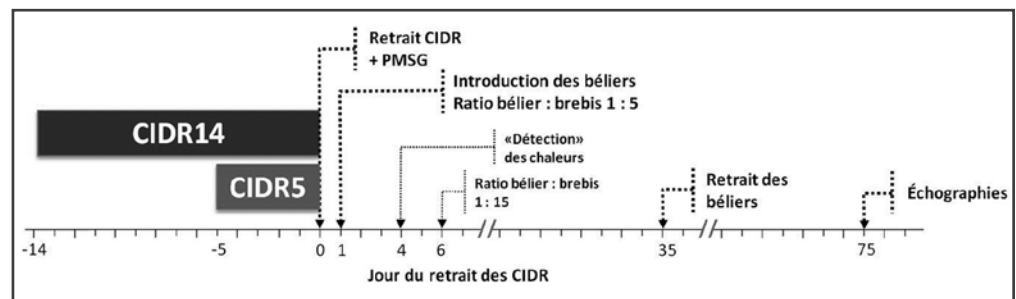 Retrait CIDR
+ PMSG
Introduction des béliers
Ratio bélier : brebis 1 : 5
CIDR14
«Détection»
des chaleurs
CIDR5
Ratio bélier : brebis
1 : 15
Retrait des
béliers
Échographies
-14 -5 0 1 4 6 35 75
Jour du retrait des CIDR